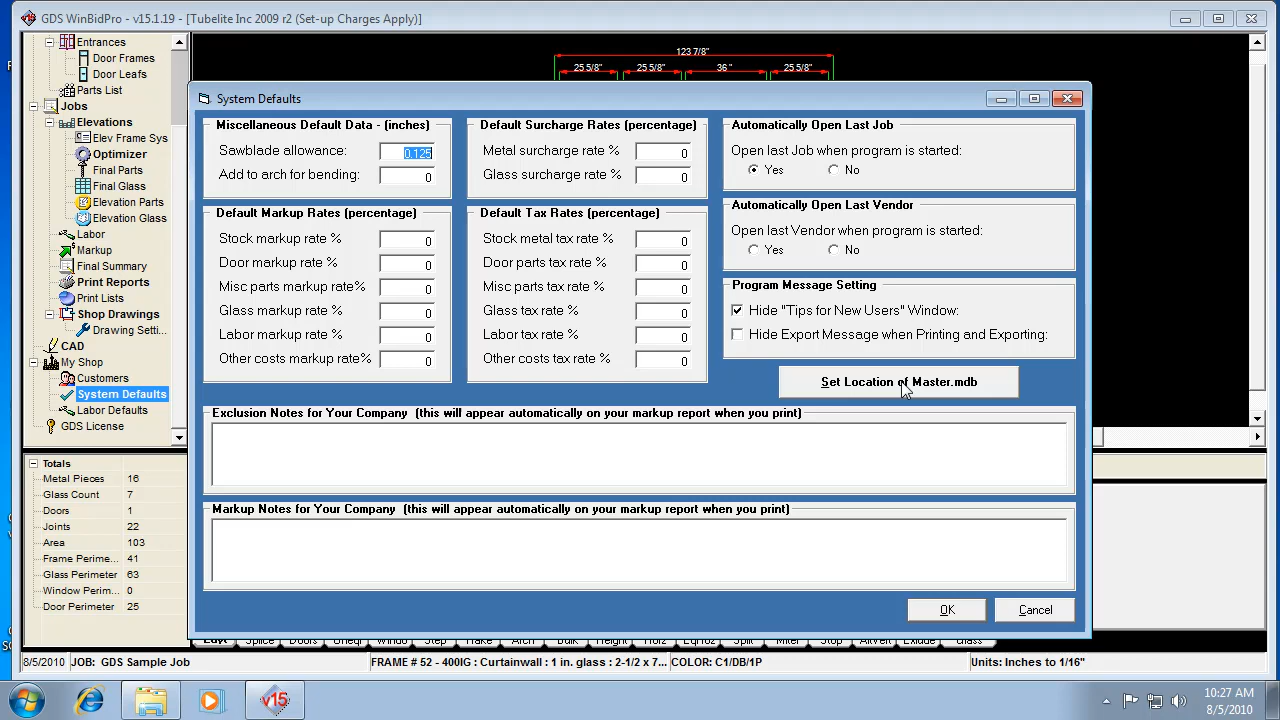 GDS WinBidPro - v15.1.19 - [Tubelite Inc 2009 r2 (Set-up Charges Apply)]
Entrances
Door Frames
Door Leafs
Parts List
Jobs
Elevations
Elev Frame Sys
Optimizer
Final Parts
Final Glass
Elevation Parts
Elevation Glass
Labor
Markup
Final Summary
Print Reports
Print Lists
Shop Drawings
Drawing Setti...
CAD
My Shop
Customers
System Defaults
Labor Defaults
GDS License
Totals
Metal Pieces 16
Glass Count 7
Doors 1
Joints 22
Area 103
Frame Perime... 41
Glass Perimeter 63
Window Perim... 0
Door Perimeter 25
123 7/8"
25 5/8" 25 5/8" 36 " 25 5/8"
System Defaults
Miscellaneous Default Data - (inches)
Sawblade allowance: 0.125
Add to arch for bending: 0
Default Surcharge Rates (percentage)
Metal surcharge rate % 0
Glass surcharge rate % 0
Default Markup Rates (percentage)
Stock markup rate % 0
Door markup rate % 0
Misc parts markup rate% 0
Glass markup rate % 0
Labor markup rate % 0
Other costs markup rate% 0
Default Tax Rates (percentage)
Stock metal tax rate % 0
Door parts tax rate % 0
Misc parts tax rate % 0
Glass tax rate % 0
Labor tax rate % 0
Other costs tax rate % 0
Automatically Open Last Job
Open last Job when program is started:
Yes No
Automatically Open Last Vendor
Open last Vendor when program is started:
Yes No
Program Message Setting
Hide "Tips for New Users" Window:
Hide Export Message when Printing and Exporting:
Set Location of Master.mdb
Exclusion Notes for Your Company (this will appear automatically on your markup report when you print)
Markup Notes for Your Company (this will appear automatically on your markup report when you print)
OK Cancel
8/5/2010 JOB: GDS Sample Job FRAME # 52 - 400IG : Curtainwall : 1 in. glass : 2-1/2 x 7... COLOR: C1/DB/1P Units: Inches to 1/16"
v15
10:27 AM
8/5/2010